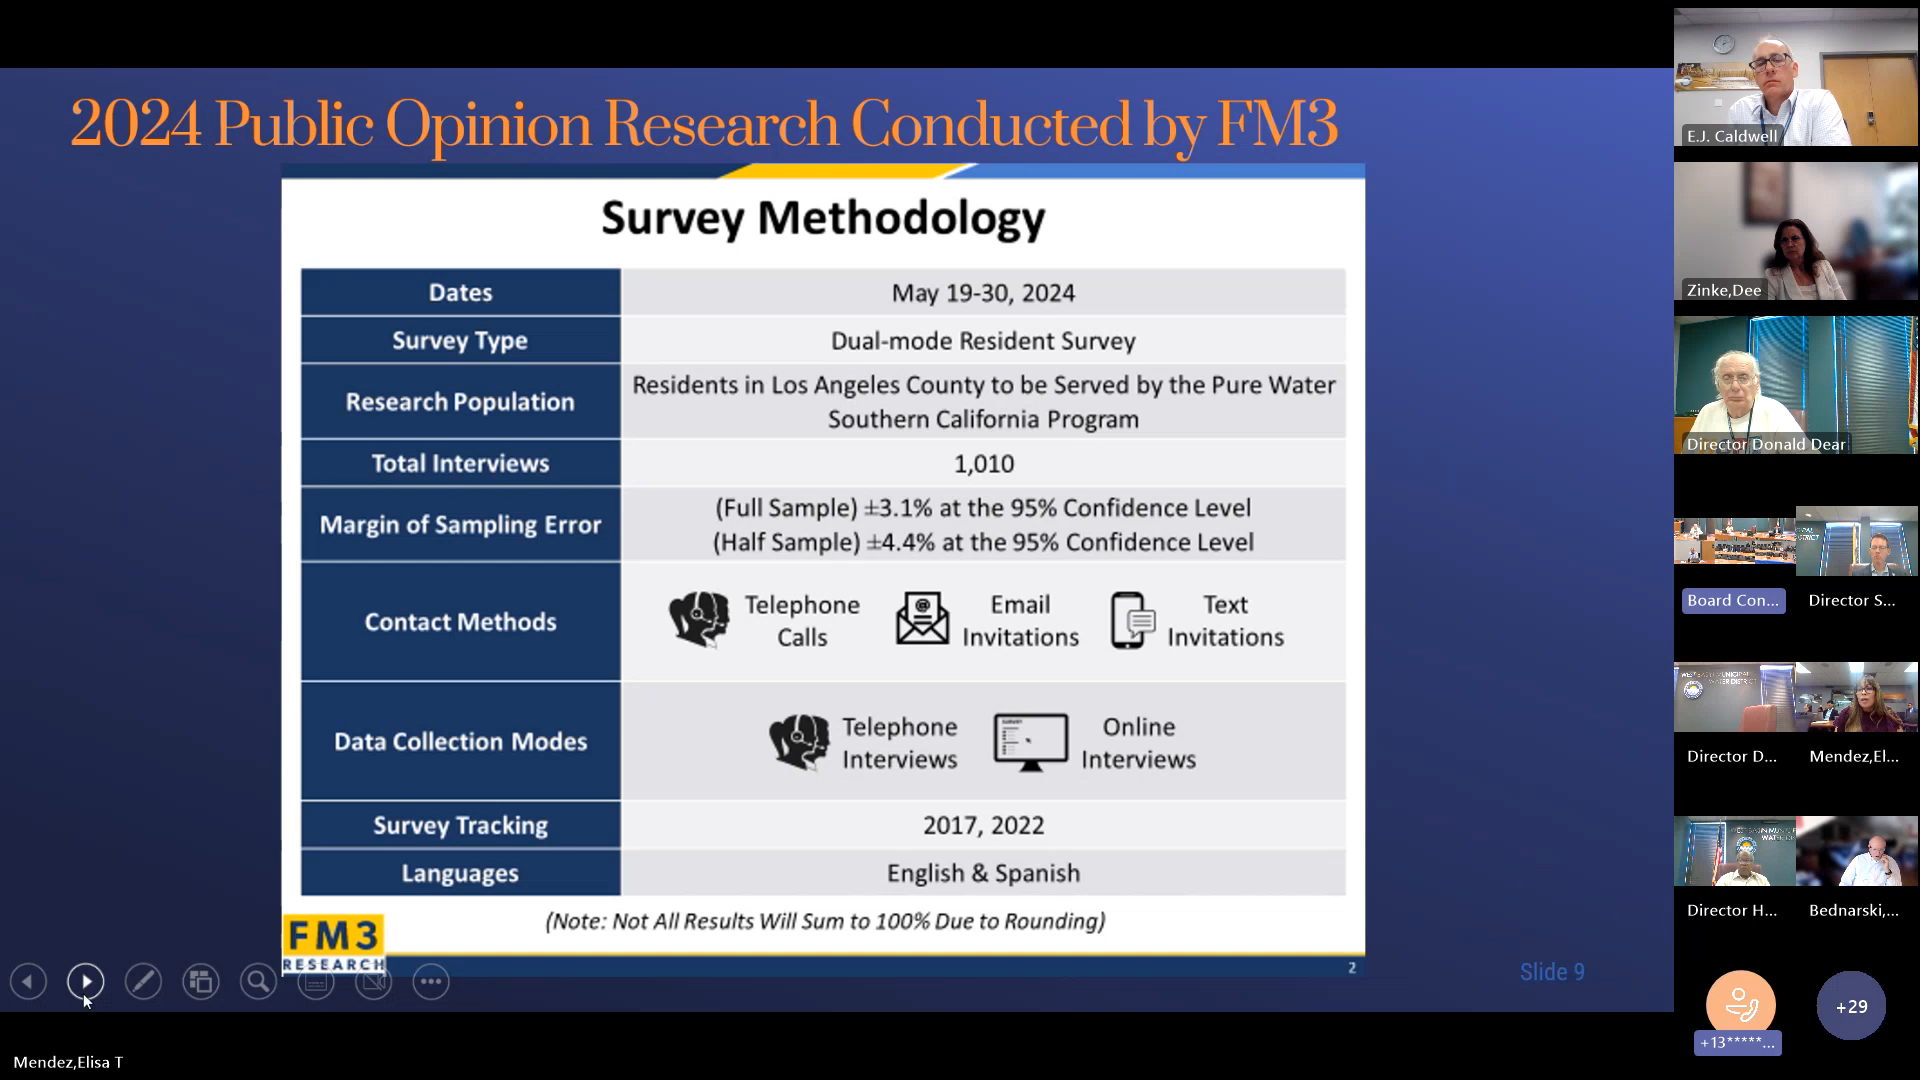 2024 Public Opinion Research Conducted by FM3
Survey Methodology
Dates
May 19-30, 2024
Survey Type
Dual-mode Resident Survey
Research Population
Residents in Los Angeles County to be Served by the Pure Water
Southern California Program
Total Interviews
1,010
Margin of Sampling Error
(Full Sample) ±3.1% at the 95% Confidence Level
(Half Sample) ±4.4% at the 95% Confidence Level
Contact Methods
Telephone
Calls
Email
Invitations
Text
Invitations
Data Collection Modes
Telephone
Interviews
Online
Interviews
Survey Tracking
2017, 2022
Languages
English & Spanish
(Note: Not All Results Will Sum to 100% Due to Rounding)
FM3
RESEARCH
2
Slide 9
Mendez,Elisa T
E.J. Caldwell
Zinke,Dee
Director Donald Dear
Board Con...
Director S...
Director D...
Mendez,El...
Director H...
Bednarski,...
+13*****...
+29